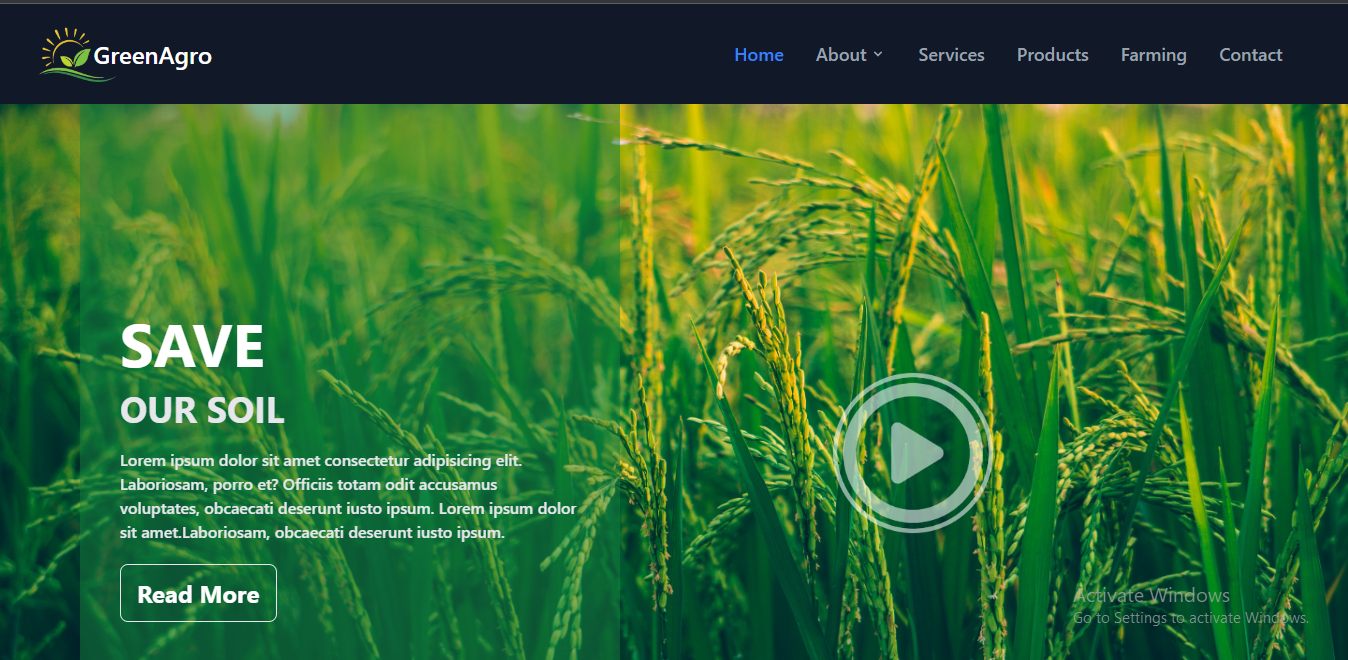 GreenAgro
Home About Services Products Farming Contact
SAVE
OUR SOIL
Lorem ipsum dolor sit amet consectetur adipisicing elit.
Laboriosam, porro et? Officiis totam odit accusamus
voluptates, obcaecati deserunt iusto ipsum. Lorem ipsum dolor
sit amet.Laboriosam, obcaecati deserunt iusto ipsum.
Read More
Activate Windows
Go to Settings to activate Windows.